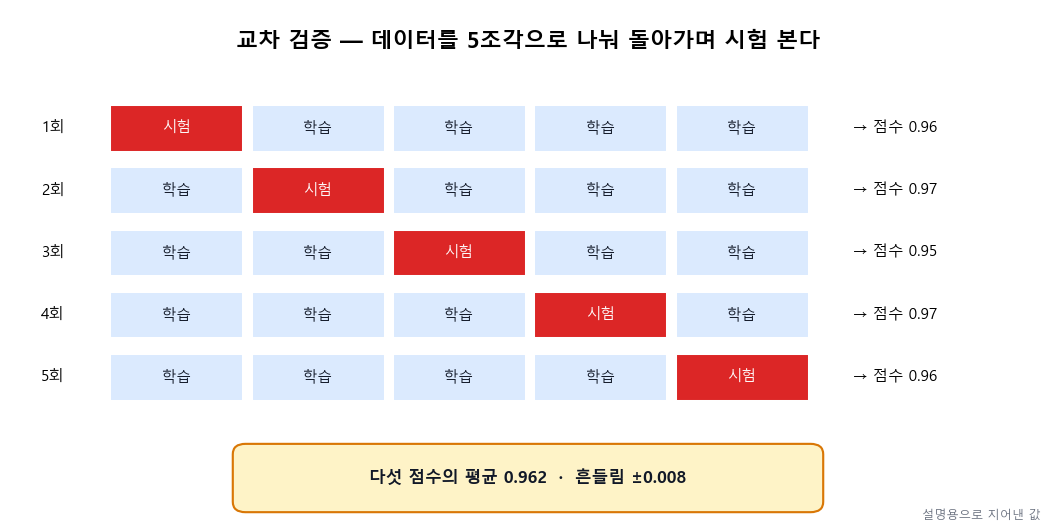 교차 검증 — 데이터를 5조각으로 나눠 돌아가며 시험 본다
1회 시험 학습 학습 학습 학습 → 점수 0.96
2회 학습 시험 학습 학습 학습 → 점수 0.97
3회 학습 학습 시험 학습 학습 → 점수 0.95
4회 학습 학습 학습 시험 학습 → 점수 0.97
5회 학습 학습 학습 학습 시험 → 점수 0.96
다섯 점수의 평균 0.962 · 흔들림 ±0.008
설명용으로 지어낸 값